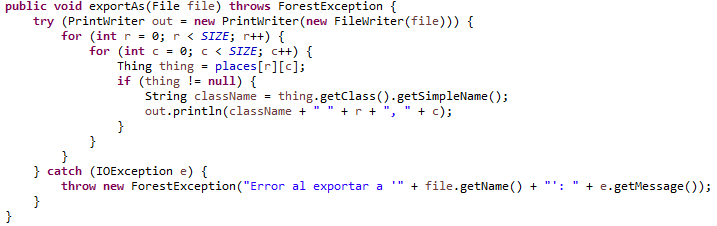 public void exportAs(File file) throws ForestException {
    try (PrintWriter out = new PrintWriter(new FileWriter(file))) {
        for (int r = 0; r < SIZE; r++) {
            for (int c = 0; c < SIZE; c++) {
                Thing thing = places[r][c];
                if (thing != null) {
                    String className = thing.getClass().getSimpleName();
                    out.println(className + " " + r + ", " + c);
                }
            }
        }
    } catch (IOException e) {
        throw new ForestException("Error al exportar a '" + file.getName() + "': " + e.getMessage());
    }
}